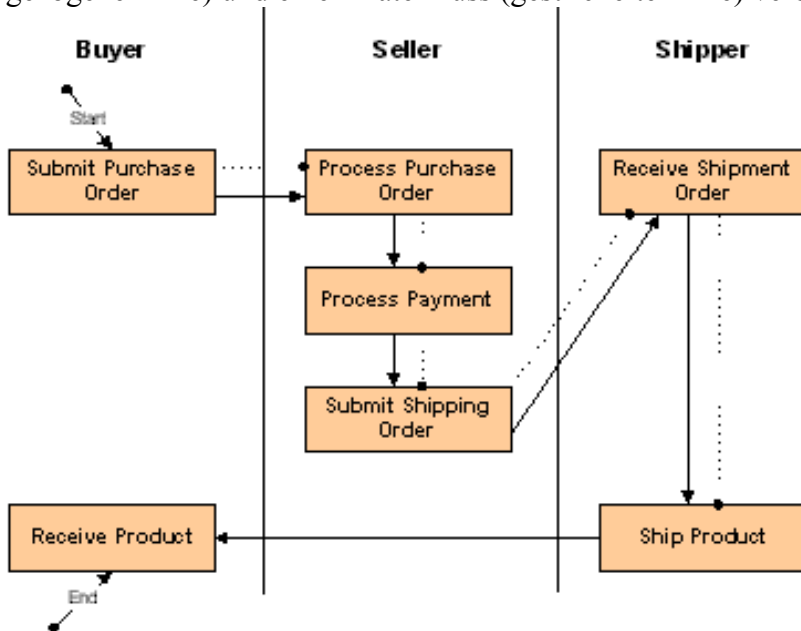 Buyer
Seller
Shipper
Start
Submit Purchase
Order
Process Purchase
Order
Receive Shipment
Order
Process Payment
Submit Shipping
Order
Receive Product
Ship Product
End